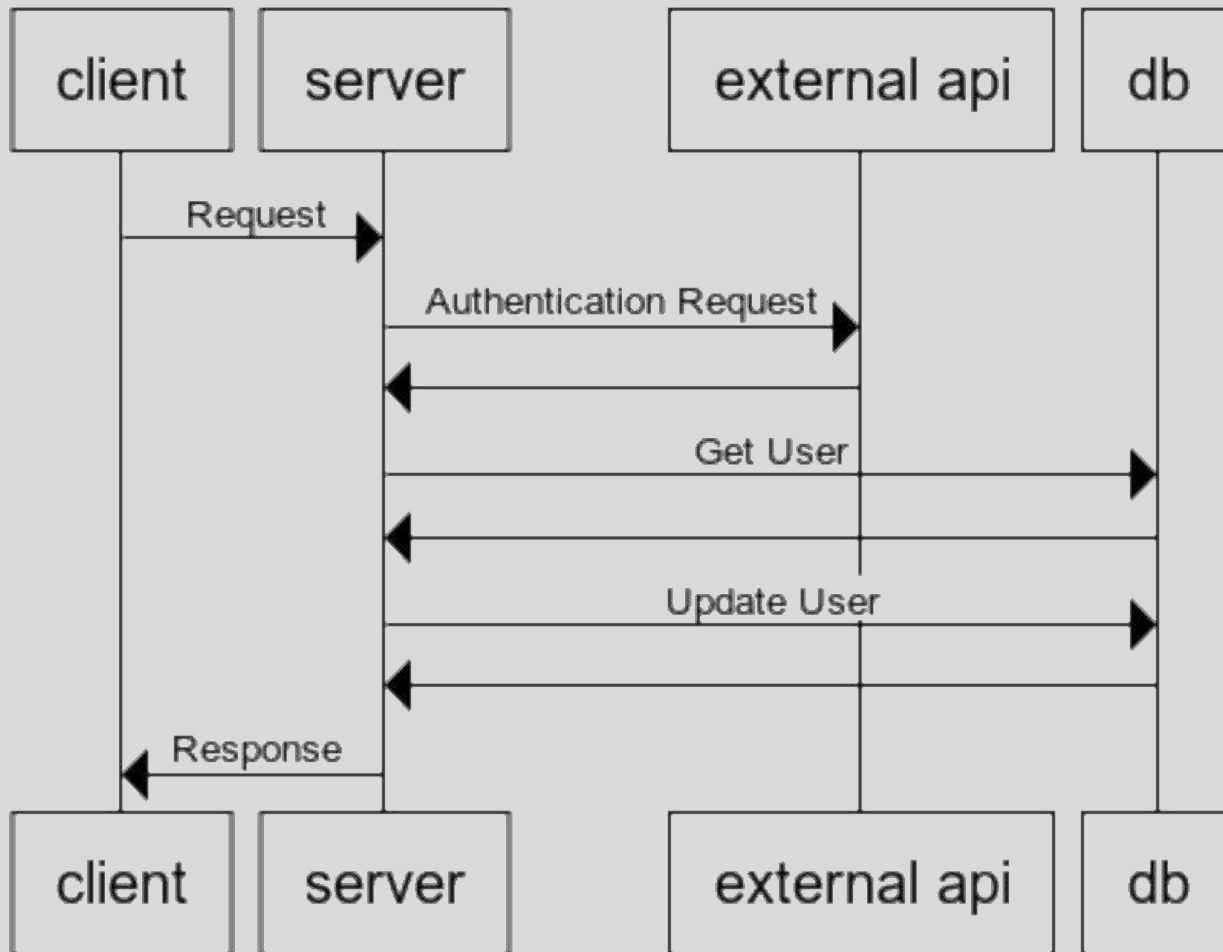 client server external api db
Request
Authentication Request
Get User
Update User
Response
client server external api db